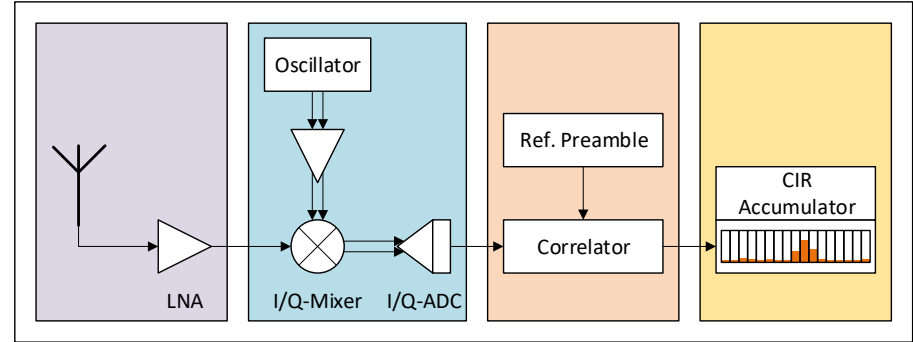 Oscillator
Ref. Preamble
CIR
Accumulator
Correlator
LNA
I/Q-Mixer
I/Q-ADC